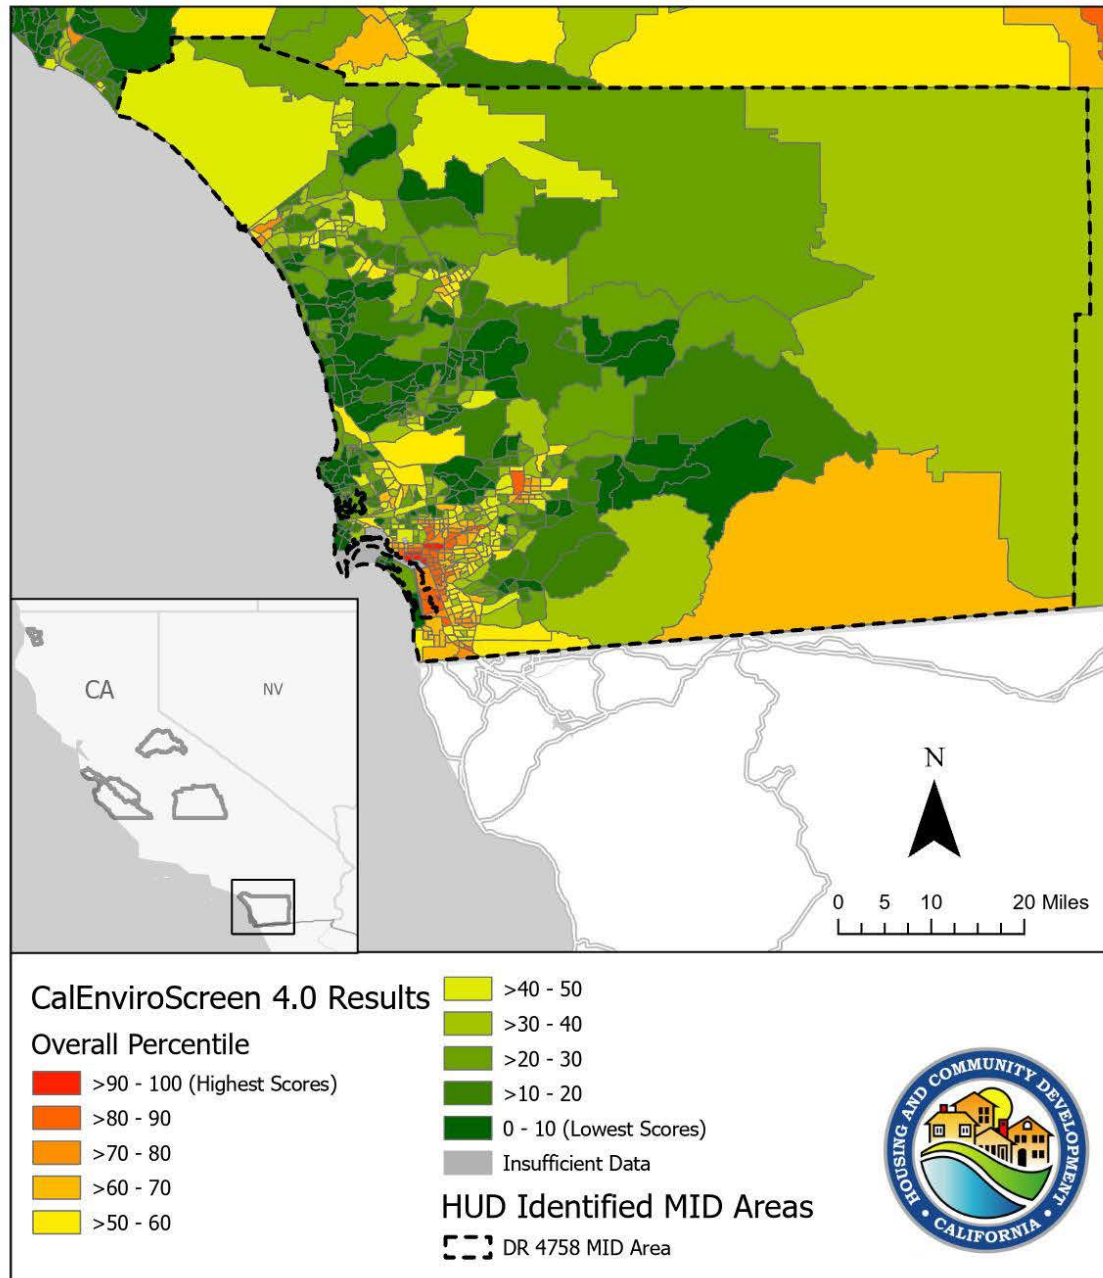 CA
NV
N
0 5 10 20 Miles
CalEnviroScreen 4.0 Results
Overall Percentile
>90 - 100 (Highest Scores)
>80 - 90
>70 - 80
>60 - 70
>50 - 60
>40 - 50
>30 - 40
>20 - 30
>10 - 20
0 - 10 (Lowest Scores)
Insufficient Data
HUD Identified MID Areas
DR 4758 MID Area
HOUSING AND COMMUNITY DEVELOPMENT
• CALIFORNIA •